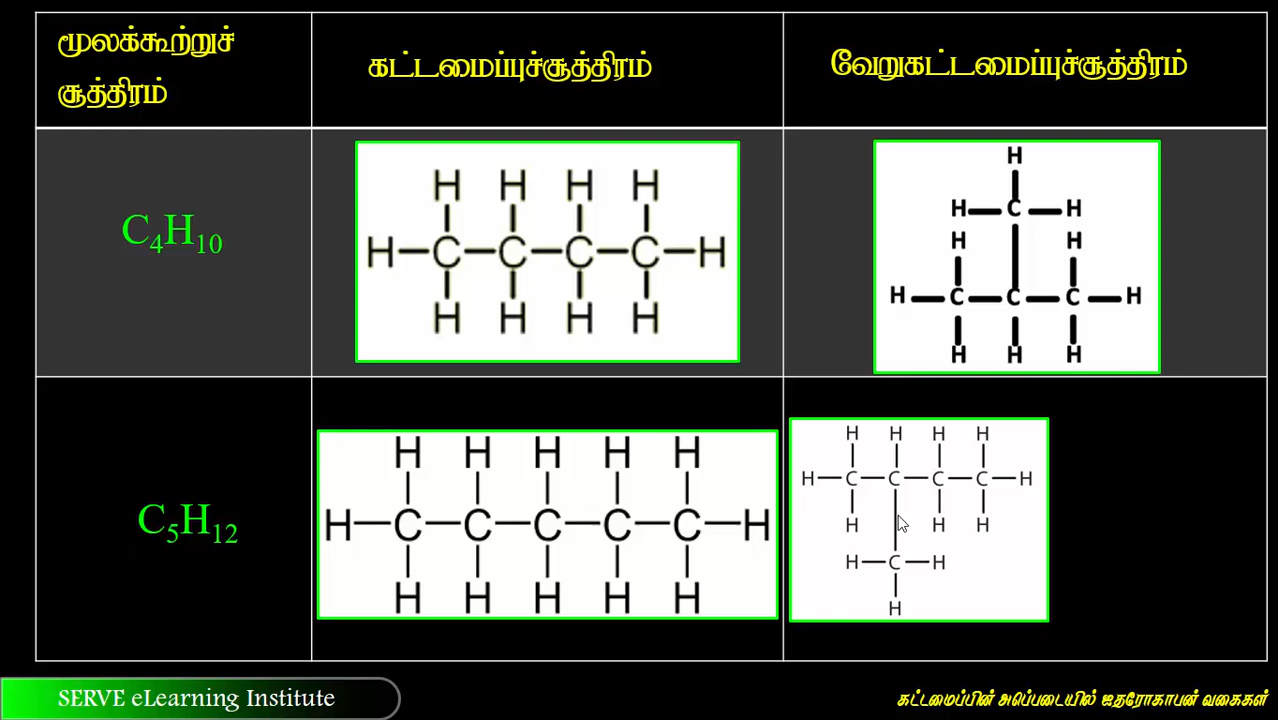 மூலக்கூற்றுச்
சூத்திரம்
கட்டமைப்புச்சூத்திரம்
வேறுகட்டமைப்புச்சூத்திரம்
C₄H₁₀
H H H H
H—C—C—C—C—H
H H H H
H
H—C—H
H H
H—C—C—C—H
H H H
C₅H₁₂
H H H H H
H—C—C—C—C—C—H
H H H H H
H H H H
H—C—C—C—C—H
H H H
H—C—H
H
SERVE eLearning Institute
கட்டமைப்பின் அடிப்படையில் ஐதரோகாபன் வகைகள்